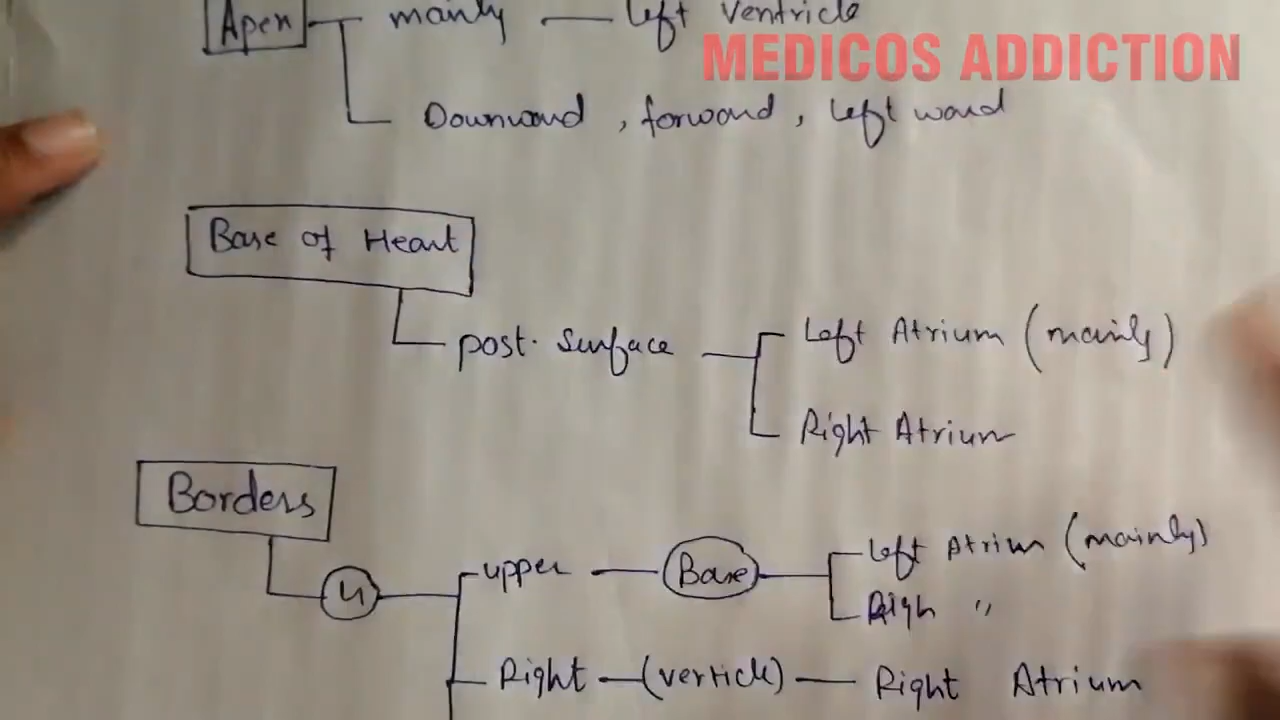 Apex mainly left Ventricle
MEDICOS ADDICTION
Downward, forward, left ward
Base of Heart
post. Surface Left Atrium (mainly)
Right Atrium
Borders
Left Atrium (mainly)
4 upper Base
Righ "
Right (verticle) Right Atrium